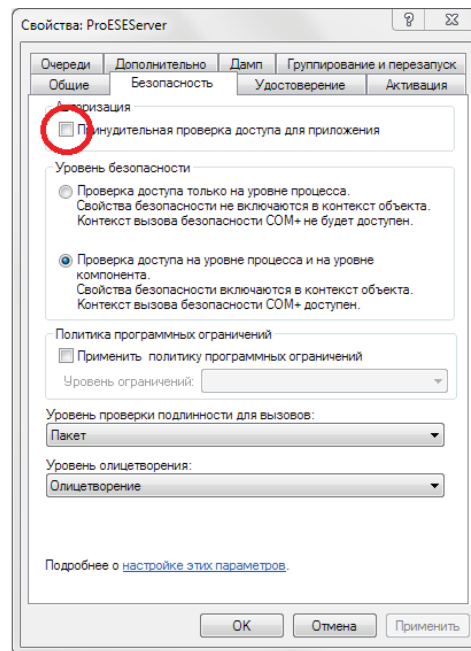 Свойства: ProESEServer
Очереди Дополнительно Дамп Группирование и перезапуск
Общие Безопасность Удостоверение Активация
Авторизация
Принудительная проверка доступа для приложения
Уровень безопасности
Проверка доступа только на уровне процесса.
Свойства безопасности не включаются в контекст объекта.
Контекст вызова безопасности COM+ не будет доступен.
Проверка доступа на уровне процесса и на уровне
компонента.
Свойства безопасности включаются в контекст объекта.
Контекст вызова безопасности COM+ доступен.
Политика программных ограничений
Применить политику программных ограничений
Уровень ограничений:
Уровень проверки подлинности для вызовов:
Пакет
Уровень олицетворения:
Олицетворение
Подробнее о настройке этих параметров.
OK Отмена Применить